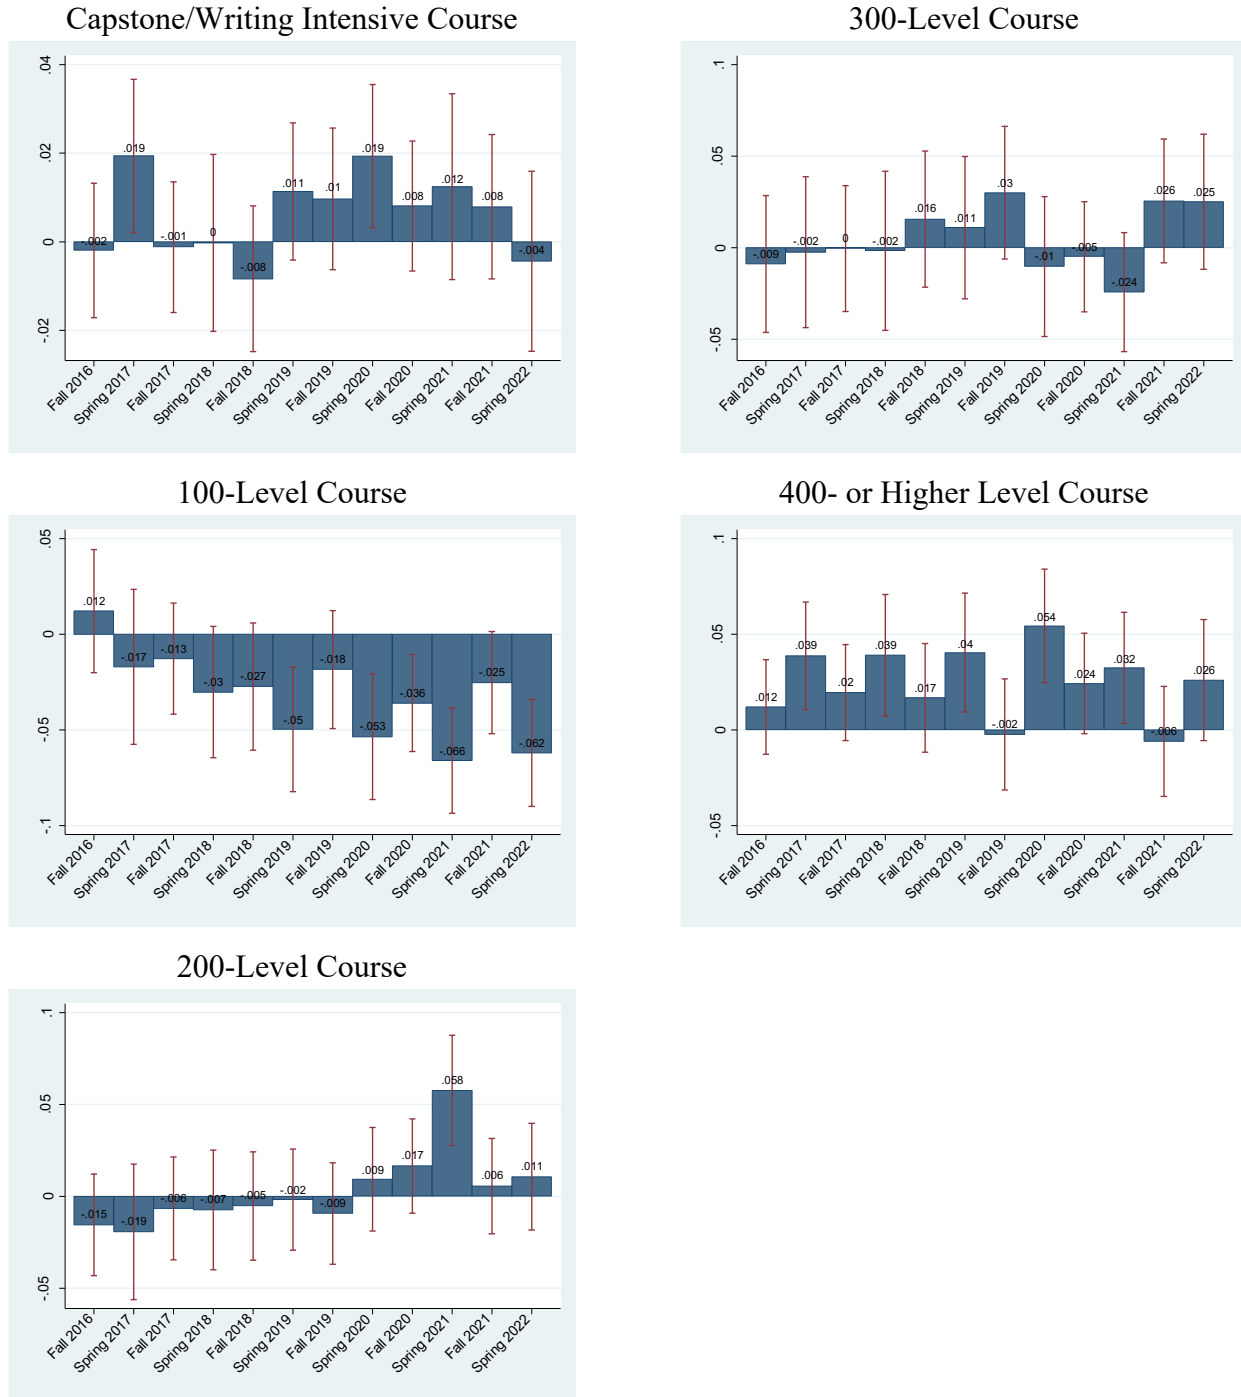 Capstone/Writing Intensive Course
.04
.02
0
-.02
-.002
.019
-.001
0
-.008
.011
.01
.019
.008
.012
.008
-.004
Fall 2016
Spring 2017
Fall 2017
Spring 2018
Fall 2018
Spring 2019
Fall 2019
Spring 2020
Fall 2020
Spring 2021
Fall 2021
Spring 2022
300-Level Course
.1
.05
0
-.05
-.009
-.002
0
-.002
.016
.011
.03
-.01
-.005
-.024
.026
.025
Fall 2016
Spring 2017
Fall 2017
Spring 2018
Fall 2018
Spring 2019
Fall 2019
Spring 2020
Fall 2020
Spring 2021
Fall 2021
Spring 2022
100-Level Course
.05
0
-.05
-.1
.012
-.017
-.013
-.03
-.027
-.05
-.018
-.053
-.036
-.066
-.025
-.062
Fall 2016
Spring 2017
Fall 2017
Spring 2018
Fall 2018
Spring 2019
Fall 2019
Spring 2020
Fall 2020
Spring 2021
Fall 2021
Spring 2022
400- or Higher Level Course
.1
.05
0
-.05
.012
.039
.02
.039
.017
.04
-.002
.054
.024
.032
-.006
.026
Fall 2016
Spring 2017
Fall 2017
Spring 2018
Fall 2018
Spring 2019
Fall 2019
Spring 2020
Fall 2020
Spring 2021
Fall 2021
Spring 2022
200-Level Course
.1
.05
0
-.05
-.015
-.019
-.006
-.007
-.005
-.002
-.009
.009
.017
.058
.006
.011
Fall 2016
Spring 2017
Fall 2017
Spring 2018
Fall 2018
Spring 2019
Fall 2019
Spring 2020
Fall 2020
Spring 2021
Fall 2021
Spring 2022